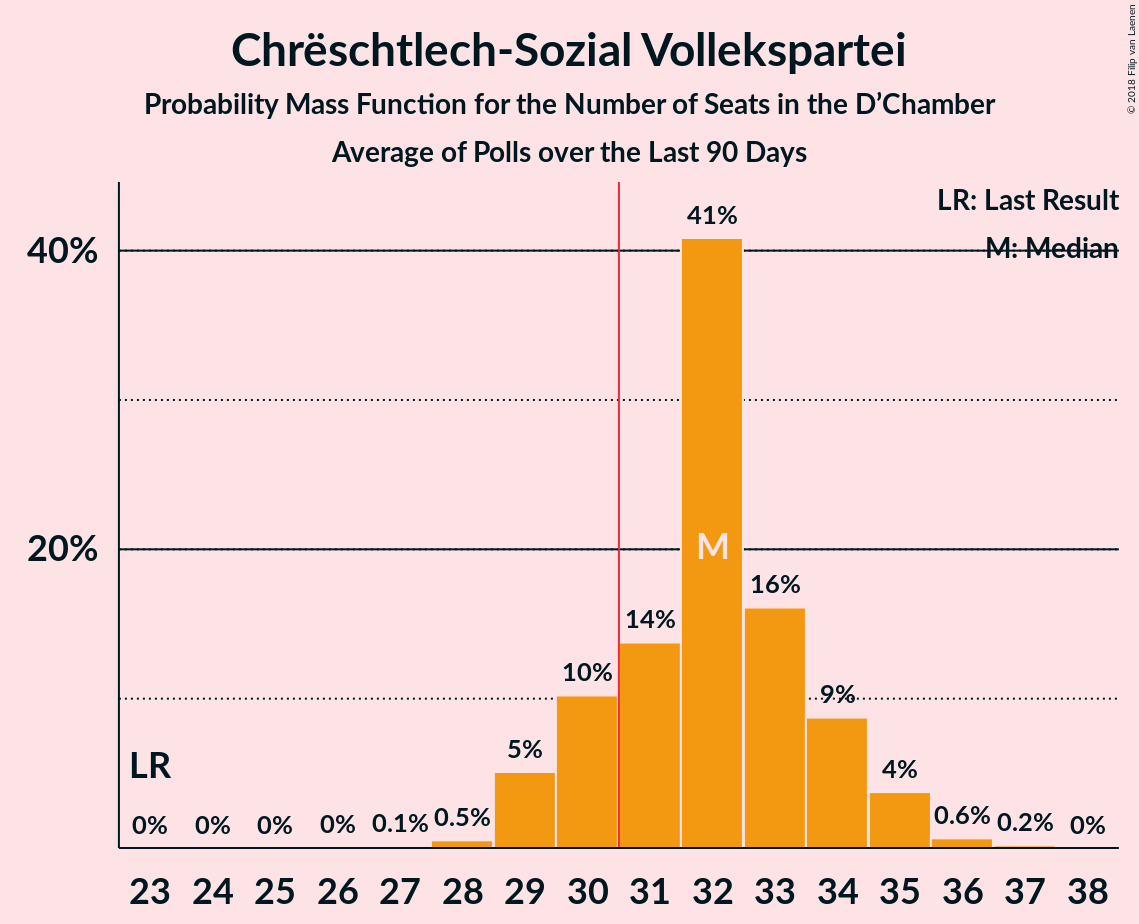 Chrëschtlech-Sozial Vollekspartei
Probability Mass Function for the Number of Seats in the D’Chamber
Average of Polls over the Last 90 Days
© 2018 Filip van Laenen
LR: Last Result
M: Median
40%
20%
41%
M
16%
14%
10%
9%
5%
4%
LR
0% 0% 0% 0% 0.1% 0.5% 0.6% 0.2% 0%
23 24 25 26 27 28 29 30 31 32 33 34 35 36 37 38